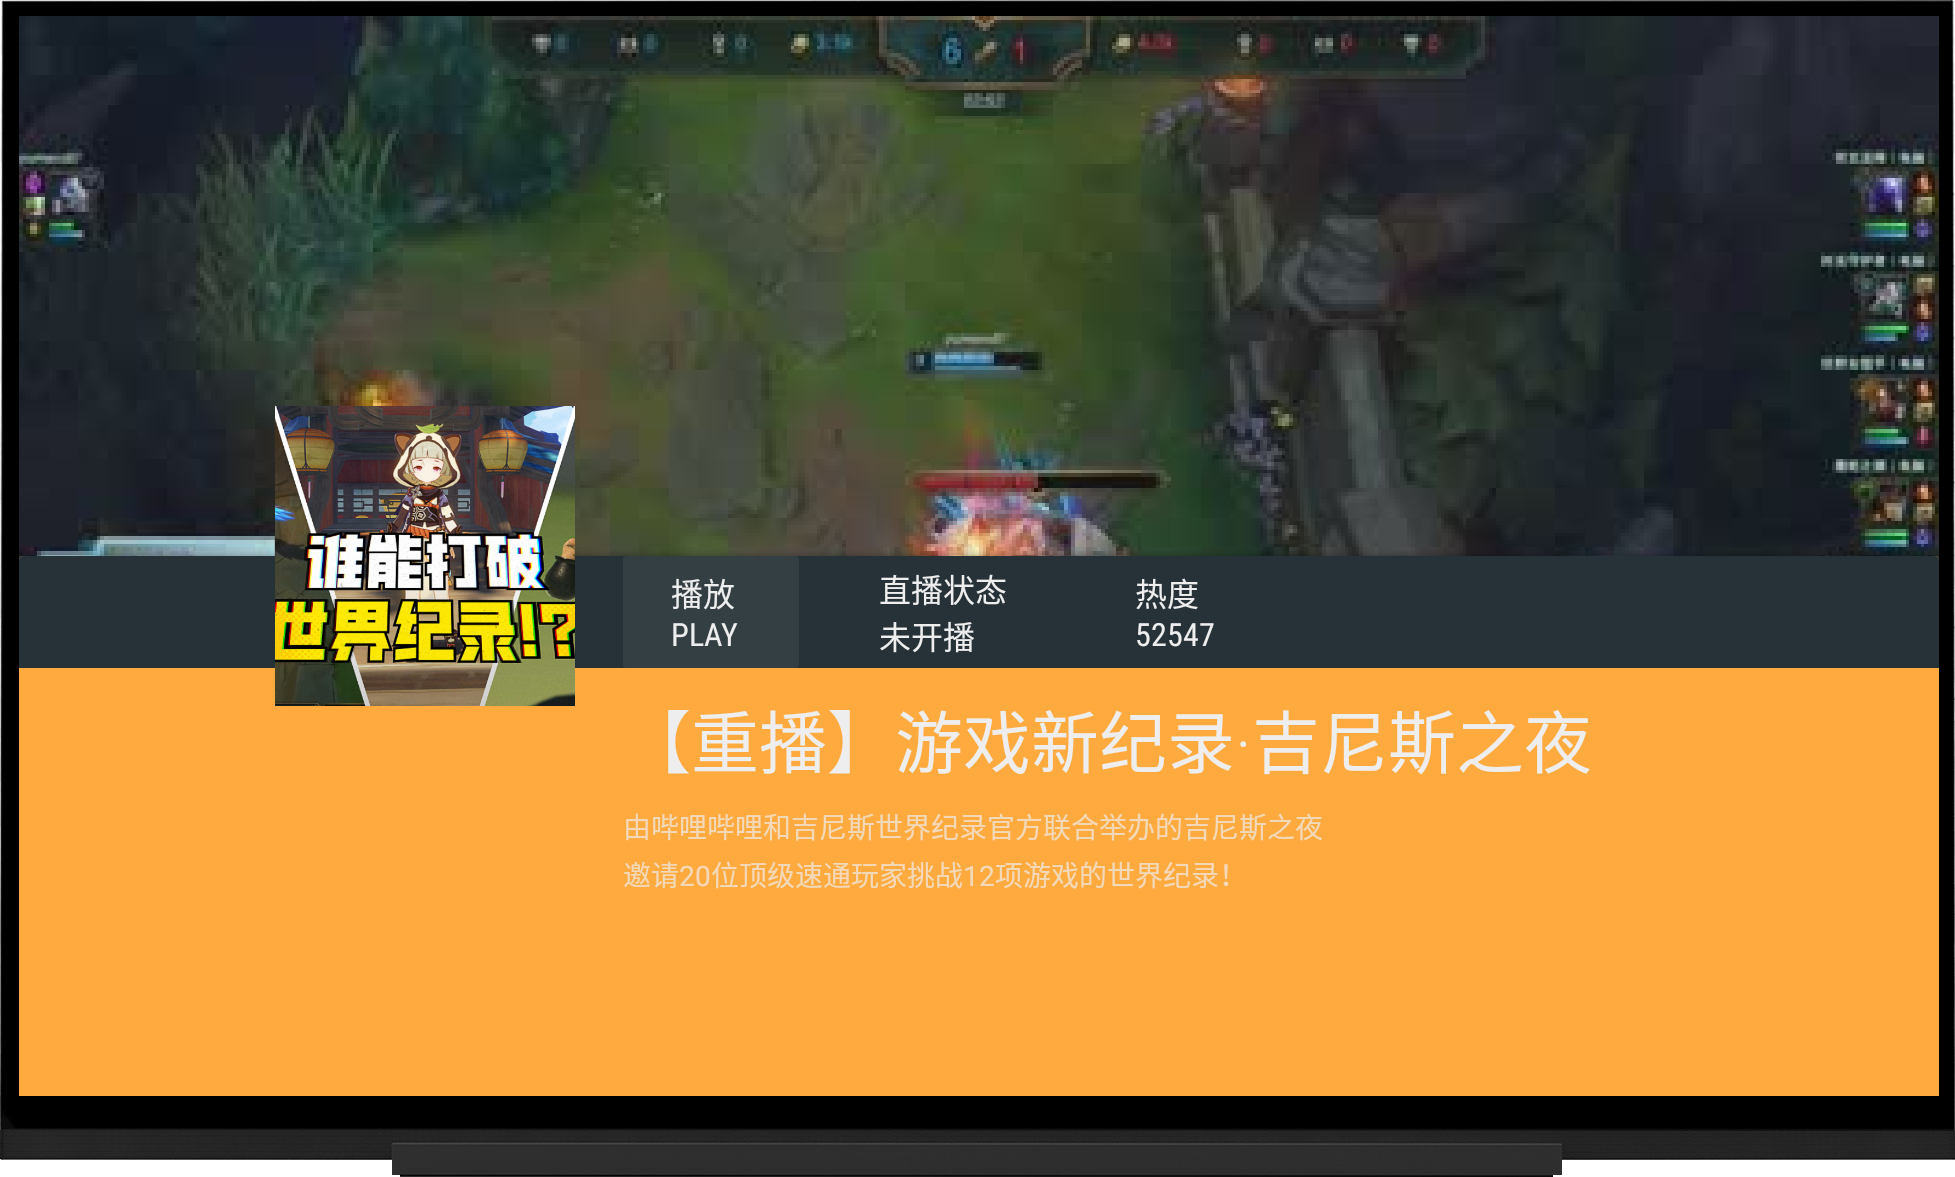 6 1
谁能打破
世界纪录!?
播放
PLAY
直播状态
未开播
热度
52547
【重播】游戏新纪录·吉尼斯之夜
由哔哩哔哩和吉尼斯世界纪录官方联合举办的吉尼斯之夜
邀请20位顶级速通玩家挑战12项游戏的世界纪录！